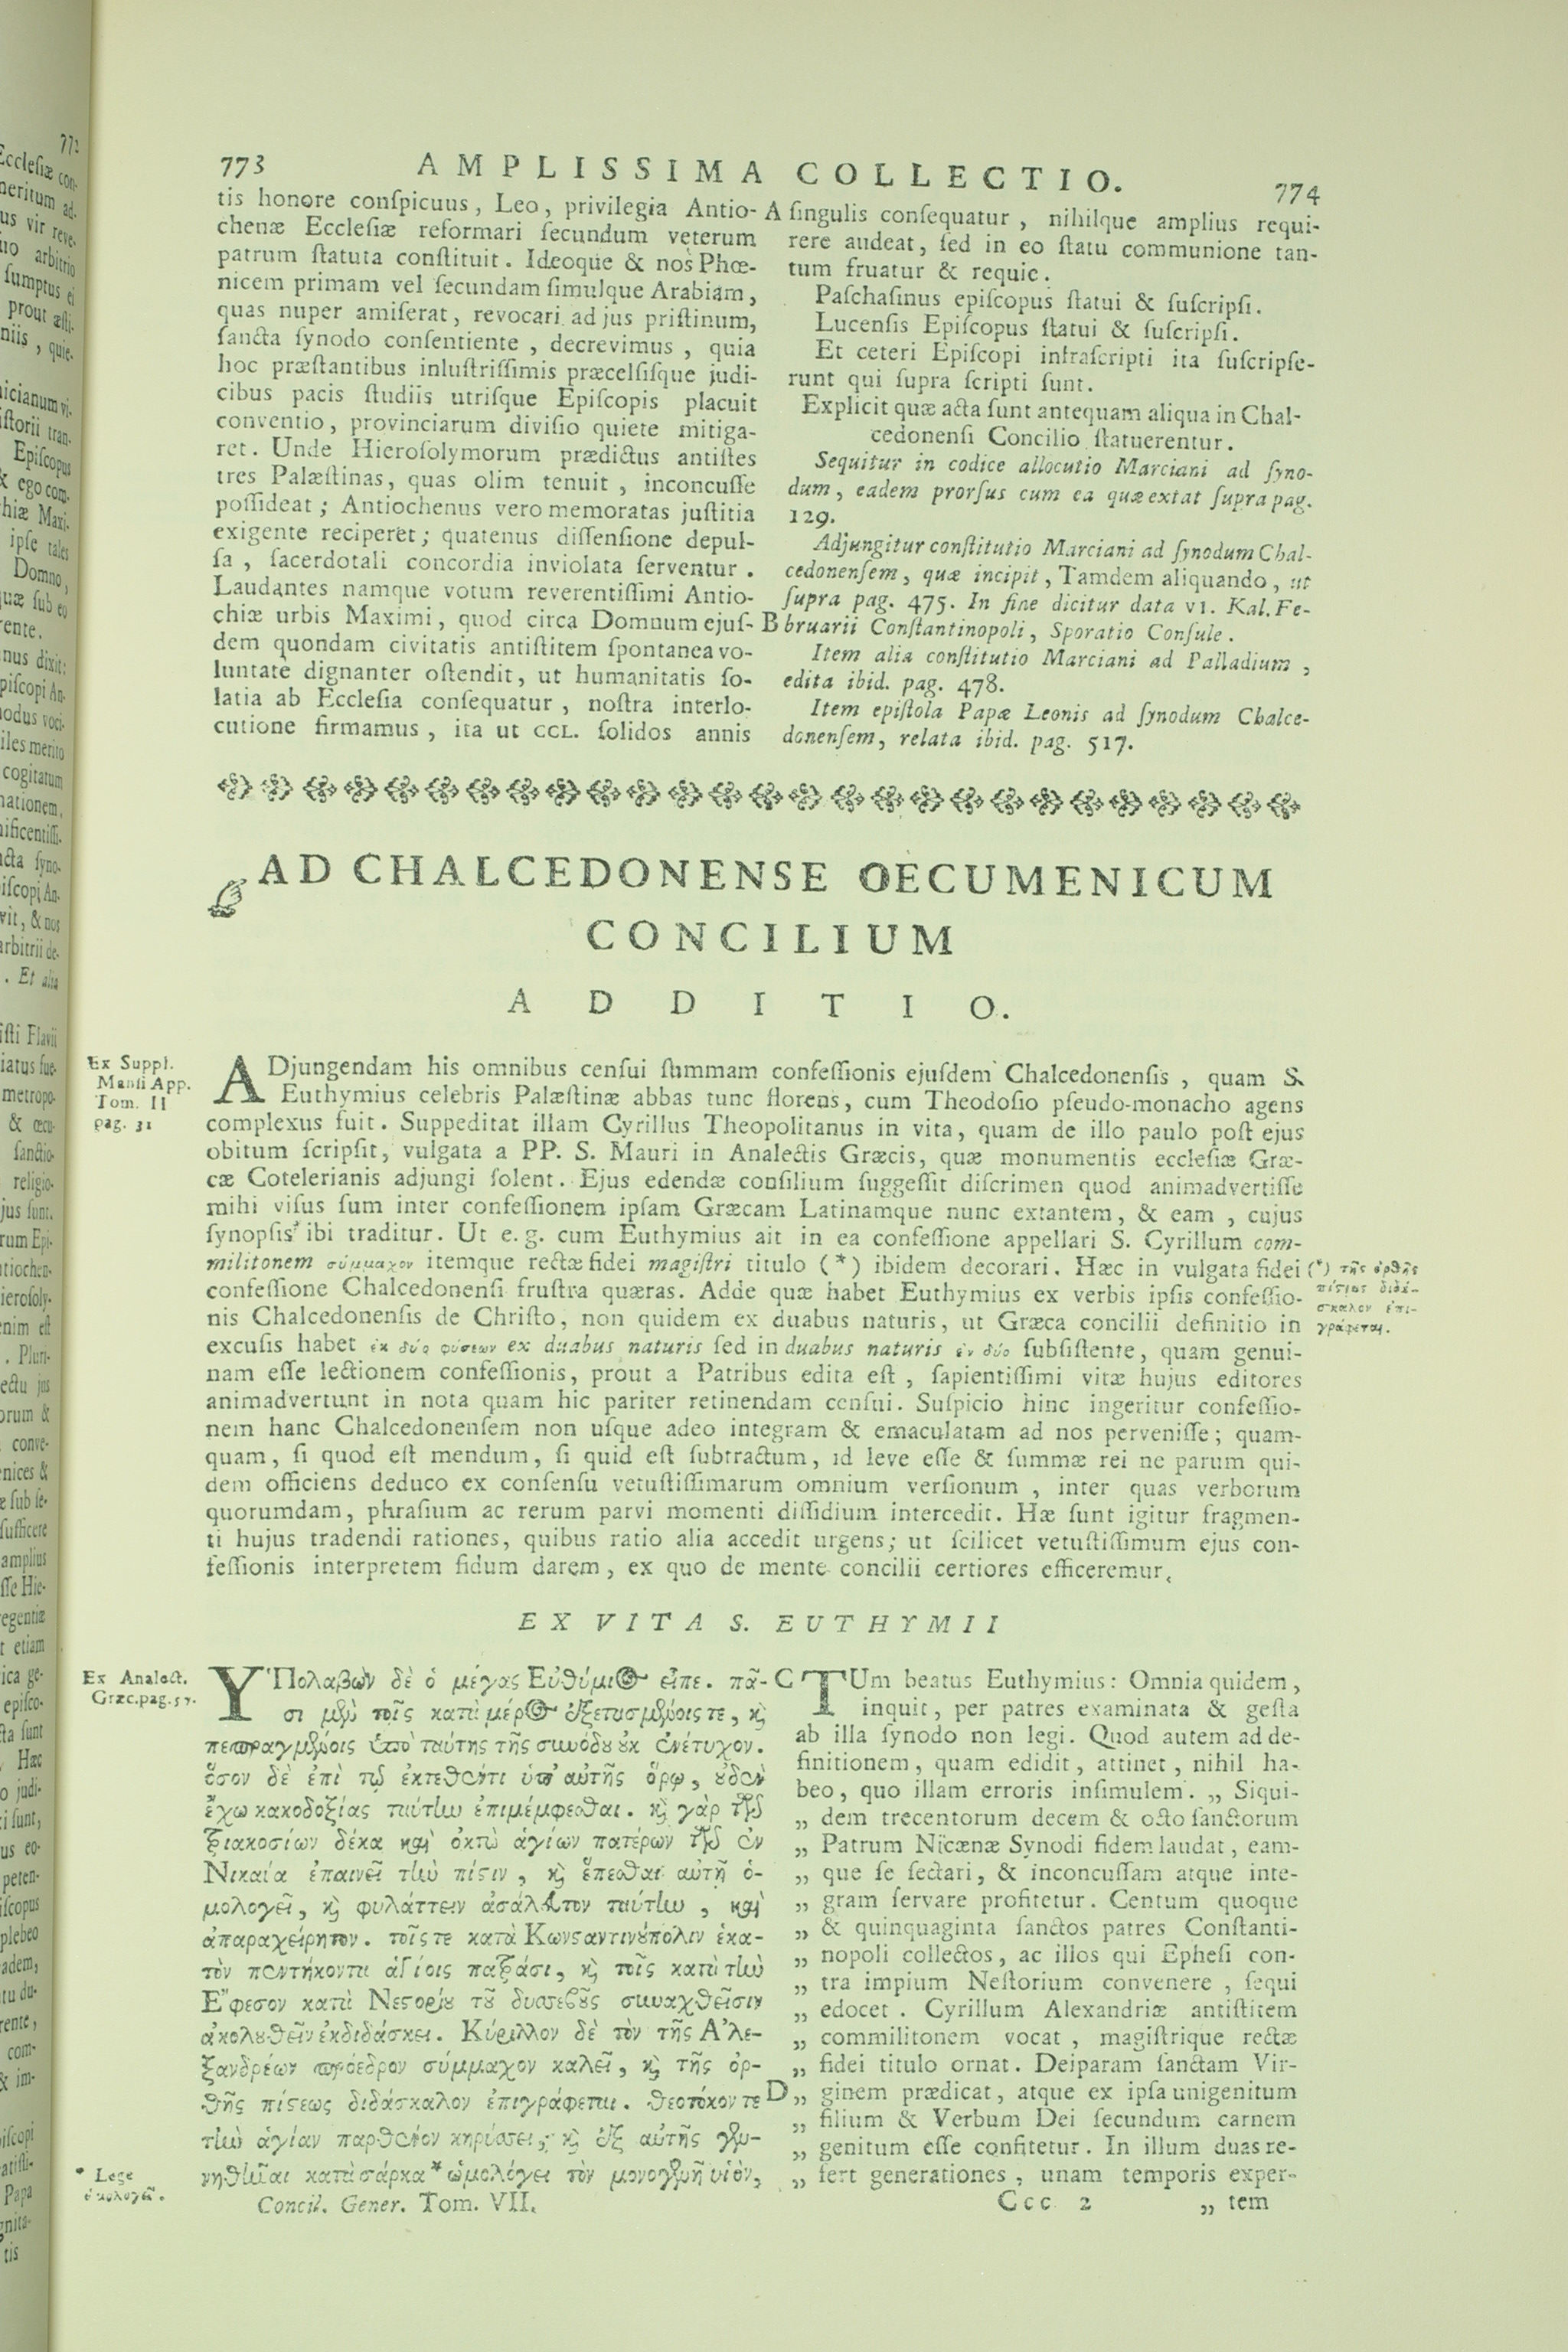 773 AMPLISSIMA COLLECTIO. 774
tis honore conſpicuus, Leo, privilegia Antio-
chenæ Eccleſiæ reformari ſecundum veterum
patrum ſtatuta conſtituit. Ideoque & nos Phœ-
nicem primam vel ſecundam ſimulque Arabiam,
quas nuper amiſerat, revocari ad jus priſtinum,
ſancta ſynodo conſentiente, decrevimus, quia
hoc præſtantibus inluſtriſſimis præcelſiſque judi-
cibus pacis ſtudiis utriſque Epiſcopis placuit
conventio, provinciarum diviſio quiete mitiga-
ret. Unde Hieroſolymorum prædictus antiſtes
tres Palæſtinas, quas olim tenuit, inconcuſſe
poſſideat; Antiochenus vero memoratas juſtitia
exigente reciperet; quatenus diſſenſione depul-
ſa, ſacerdotali concordia inviolata ſerventur.
Laudantes namque votum reverentiſſimi Antio-
chiæ urbis Maximi, quod circa Domnum ejuſ-
dem quondam civitatis antiſtitem ſpontanea vo-
luntate dignanter oſtendit, ut humanitatis ſo-
latia ab Eccleſia conſequatur, noſtra interlo-
cutione firmamus, ita ut CCL. ſolidos annis
A ſingulis conſequatur, nihilque amplius requi-
rere audeat, ſed in eo ſtatu communione tan-
tum fruatur & requie.
Paſchaſinus epiſcopus ſtatui & ſuſcripſi.
Lucenſis Epiſcopus ſtatui & ſuſcripſi.
Et ceteri Epiſcopi infraſcripti ita ſuſcripſe-
runt qui ſupra ſcripti ſunt.
Explicit quæ acta ſunt antequam aliqua in Chal-
cedonenſi Concilio ſtatuerentur.
Sequitur in codice allocutio Marciani ad ſyno-
dum, eadem prorſus cum ea quæ extat ſupra pag.
129.
Adjungitur conſtitutio Marciani ad ſynodum Chal-
cedonenſem, quæ incipit, Tamdem aliquando, ut
ſupra pag. 475. In fine dicitur data VI. Kal. Fe-
B bruarii Conſtantinopoli, Sporatio Conſule.
Item alia conſtitutio Marciani ad Palladium,
edita ibid. pag. 478.
Item epiſtola Papæ Leonis ad ſynodum Chalce-
donenſem, relata ibid. pag. 517.
AD CHALCEDONENSE OECUMENICUM
CONCILIUM
ADDITIO.
Ex Suppl.
Manſi App.
Tom. II
pag. 31
ADjungendam his omnibus cenſui ſummam confeſſionis ejuſdem Chalcedonenſis, quam S.
Euthymius celebris Palæſtinæ abbas tunc florens, cum Theodoſio pſeudo-monacho agens
complexus fuit. Suppeditat illam Cyrillus Theopolitanus in vita, quam de illo paulo poſt ejus
obitum ſcripſit, vulgata a PP. S. Mauri in Analectis Græcis, quæ monumentis eccleſiæ Græ-
cæ Cotelerianis adjungi ſolent. Ejus edendæ conſilium ſuggeſſit diſcrimen quod animadvertiſſe
mihi viſus ſum inter confeſſionem ipſam Græcam Latinamque nunc extantem, & eam, cujus
ſynopſis ibi traditur. Ut e. g. cum Euthymius ait in ea confeſſione appellari S. Cyrillum com-
militonem σύμμαχον itemque rectæ fidei magiſtri titulo (*) ibidem decorari. Hæc in vulgata fidei
confeſſione Chalcedonenſi fruſtra quæras. Adde quæ habet Euthymius ex verbis ipſis confeſſio-
nis Chalcedonenſis de Chriſto, non quidem ex duabus naturis, ut Græca concilii definitio in
excuſis habet ἐκ δύο φύσεων ex duabus naturis ſed in duabus naturis ἐν δύο ſubſiſtente, quam genui-
nam eſſe lectionem confeſſionis, prout a Patribus edita eſt, ſapientiſſimi vitæ hujus editores
animadvertunt in nota quam hic pariter retinendam cenſui. Suſpicio hinc ingeritur confeſſio-
nem hanc Chalcedonenſem non uſque adeo integram & emaculatam ad nos perveniſſe; quam-
quam, ſi quod eſt mendum, ſi quid eſt ſubtractum, id leve eſſe & ſummæ rei ne parum qui-
dem officiens deduco ex conſenſu vetuſtiſſimarum omnium verſionum, inter quas verborum
quorumdam, phraſium ac rerum parvi momenti diſſidium intercedit. Hæ ſunt igitur fragmen-
ti hujus tradendi rationes, quibus ratio alia accedit urgens; ut ſcilicet vetuſtiſſimum ejus con-
feſſionis interpretem fidum darem, ex quo de mente concilii certiores efficeremur.
(*) τῆς ὀρθῆς
πίστεως διδά-
σκαλον ἐπι-
γράφεται.
EX VITA S. EUTHYMII
Ex Analect.
Græc. pag. 57.
Ὑπολαβὼν δὲ ὁ μέγας Εὐθύμιος εἶπε. πᾶ-
σι μὲν τοῖς κατὰ μέρος ἐξετασμένοις τε, καὶ
πεπραγμένοις ὑπὸ ταύτης τῆς συνόδου οὐκ ἐνέτυχον.
ὅσον δὲ ἐπὶ τῷ ἐκτεθέντι ὑπ' αὐτῆς ὅρῳ, οὐδὲν
ἔχω κακοδοξίας ταύτην ἐπιμέμφεσθαι. καὶ γὰρ τῶν
τριακοσίων δέκα καὶ ὀκτὼ ἁγίων πατέρων τῶν ἐν
Νικαίᾳ ἐπαινεῖ τὴν πίστιν, καὶ ἕπεσθαι αὐτῇ ὁ-
μολογεῖ, καὶ φυλάττειν ἀσάλευτον ταύτην, καὶ
ἀπαραχείρητον. τοῖς τε κατὰ Κωνσταντινούπολιν ἑκα-
τὸν πεντήκοντα ἁγίοις πατράσι, καὶ τοῖς κατὰ τὴν
Ἔφεσον κατὰ Νεστορίου τοῦ δυσσεβοῦς συναχθεῖσιν
ἀκολουθεῖν ἐκδιδάσκει. Κύριλλον δὲ τὸν τῆς Ἀλε-
ξανδρέων πρόεδρον σύμμαχον καλεῖ, καὶ τῆς ὀρ-
θῆς πίστεως διδάσκαλον ἐπιγράφεται. θεοτόκον τε
τὴν ἁγίαν παρθένον κηρύσσει, καὶ ἐξ αὐτῆς γεν-
νηθῆναι κατὰ σάρκα * ὡμολόγει τὸν μονογενῆ υἱὸν,
* Lege
ὁμολογεῖ.
Concil. Gener. Tom. VII.
C TUm beatus Euthymius: Omnia quidem,
inquit, per patres examinata & geſta
ab illa ſynodo non legi. Quod autem ad de-
finitionem, quam edidit, attinet, nihil ha-
beo, quo illam erroris inſimulem. „ Siqui-
„ dem trecentorum decem & octo ſanctorum
„ Patrum Nicænæ Synodi fidem laudat, eam-
„ que ſe ſectari, & inconcuſſam atque inte-
„ gram ſervare profitetur. Centum quoque
„ & quinquaginta ſanctos patres Conſtanti-
„ nopoli collectos, ac illos qui Epheſi con-
„ tra impium Neſtorium convenere, ſequi
„ edocet. Cyrillum Alexandriæ antiſtitem
„ commilitonem vocat, magiſtrique rectæ
„ fidei titulo ornat. Deiparam ſanctam Vir-
D „ ginem prædicat, atque ex ipſa unigenitum
„ filium & Verbum Dei ſecundum carnem
„ genitum eſſe confitetur. In illum duas re-
„ fert generationes, unam temporis exper-
Ccc 2 „ tem